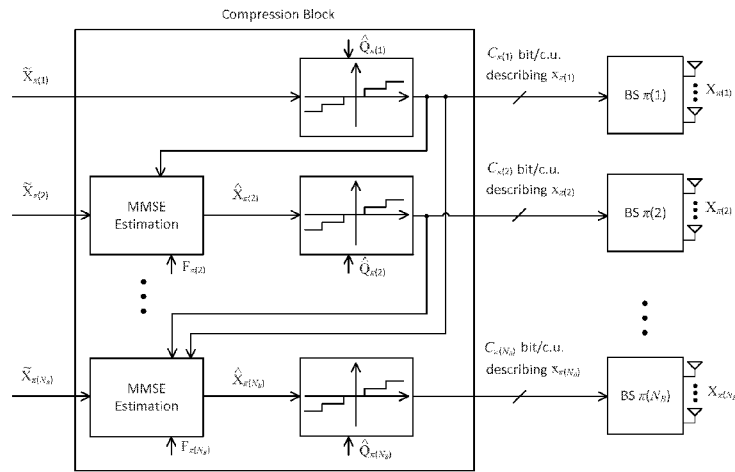 Compression Block
X̃π(1)
Q̂π(1)
Cπ(1) bit/c.u.
describing xπ(1)
BS π(1)
Xπ(1)
X̃π(2)
MMSE
Estimation
Fπ(2)
X̂π(2)
Q̂π(2)
Cπ(2) bit/c.u.
describing xπ(2)
BS π(2)
Xπ(2)
X̃π(NB)
MMSE
Estimation
Fπ(NB)
X̂π(NB)
Q̂π(NB)
Cπ(NB) bit/c.u.
describing xπ(NB)
BS π(NB)
Xπ(NB